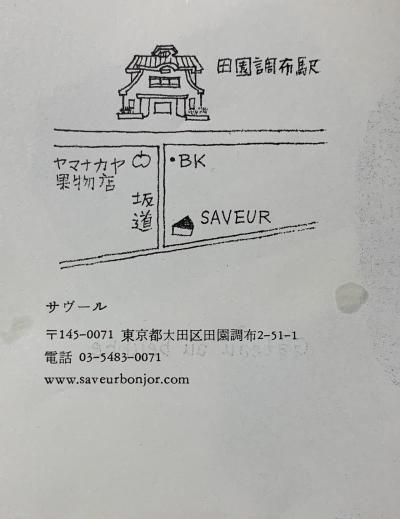 田園調布駅
ヤマナカヤ
果物店
・BK
坂道
SAVEUR
サヴール
〒145-0071 東京都大田区田園調布2-51-1
電話 03-5483-0071
www.saveurbonjor.com